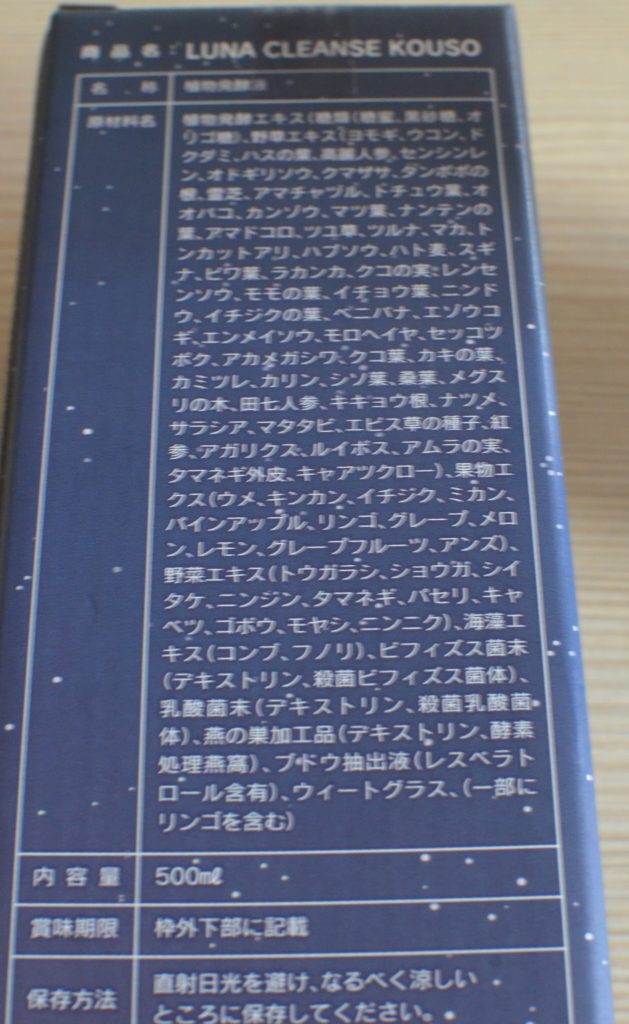 商品名：LUNA CLEANSE KOUSO
名称 植物発酵液
原材料名 植物発酵エキス(糖類(糖蜜、黒砂糖、オ
リゴ糖)、野草エキス(ヨモギ、ウコン、ド
クダミ、ハスの葉、高麗人参、センシンレ
ン、オトギリソウ、クマザサ、タンポポの
根、霊芝、アマチャヅル、トチュウ葉、オ
オバコ、カンゾウ、マツ葉、ナンテンの
葉、アマドコロ、ツユ草、ツルナ、マカ、ト
ンカットアリ、ハブソウ、ハト麦、スギ
ナ、ビワ葉、ラカンカ、クコの実、レンセ
ンソウ、モモの葉、イチョウ葉、ニンド
ウ、イチジクの葉、ベニバナ、エゾウコ
ギ、エンメイソウ、モロヘイヤ、セッコツ
ボク、アカメガシワ、クコ葉、カキの葉、
カミツレ、カリン、シソ葉、桑葉、メグス
リの木、田七人参、キキョウ根、ナツメ、
サラシア、マタタビ、エビス草の種子、紅
参、アガリクス、ルイボス、アムラの実、
タマネギ外皮、キャアツクロー)、果物エ
クス(ウメ、キンカン、イチジク、ミカン、
パインアップル、リンゴ、グレープ、メロ
ン、レモン、グレープフルーツ、アンズ)、
野菜エキス(トウガラシ、ショウガ、シイ
タケ、ニンジン、タマネギ、パセリ、キャ
ベツ、ゴボウ、モヤシ、ニンニク)、海藻エ
キス(コンブ、フノリ)、ビフィズス菌末
(デキストリン、殺菌ビフィズス菌体)、
乳酸菌末(デキストリン、殺菌乳酸菌
体)、燕の巣加工品(デキストリン、酵素
処理燕窩)、ブドウ抽出液(レスベラト
ロール含有)、ウィートグラス、(一部に
リンゴを含む)
内容量 500㎖
賞味期限 枠外下部に記載
保存方法 直射日光を避け、なるべく涼しい
ところに保存してください。